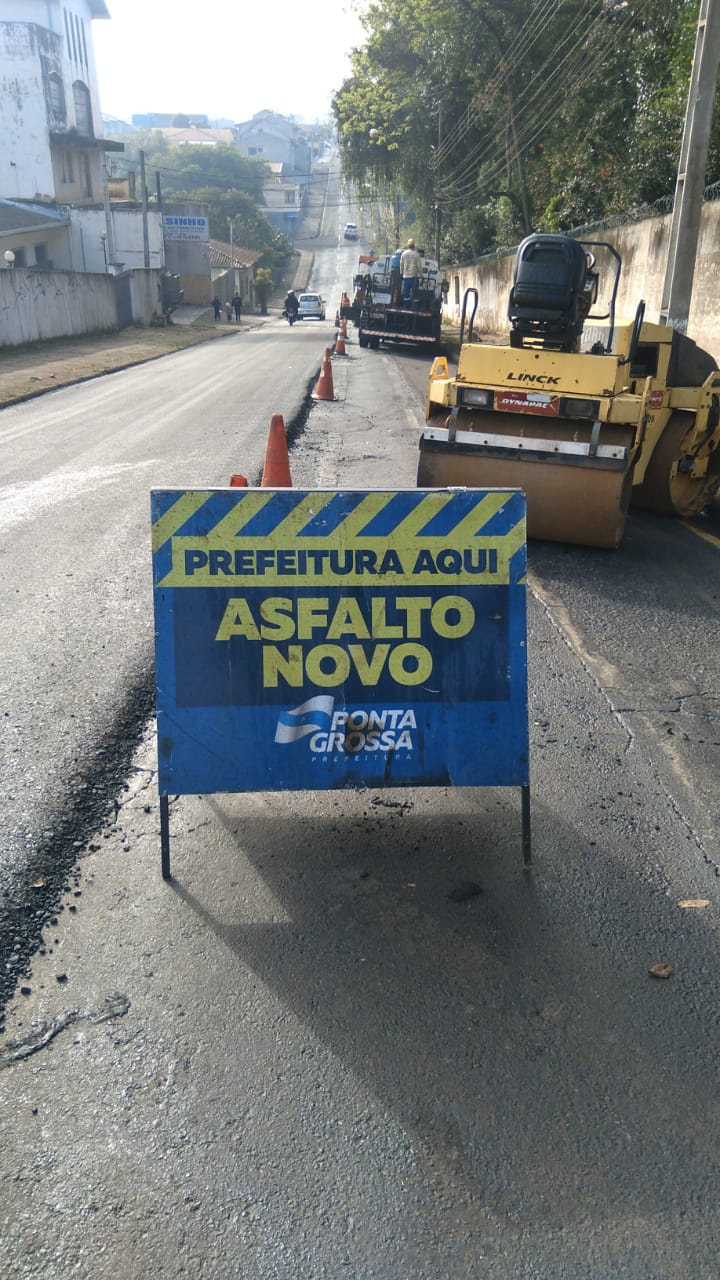 SINHO
LINCK
DYNAPAC
PREFEITURA AQUI
ASFALTO
NOVO
PONTA
GROSSA
PREFEITURA